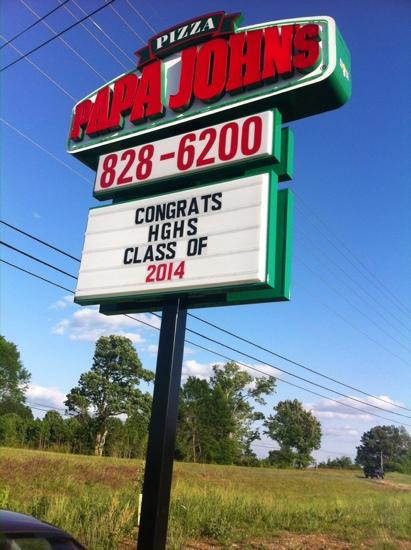 PIZZA
PAPA JOHNS
828-6200
CONGRATS
HGHS
CLASS OF
2014